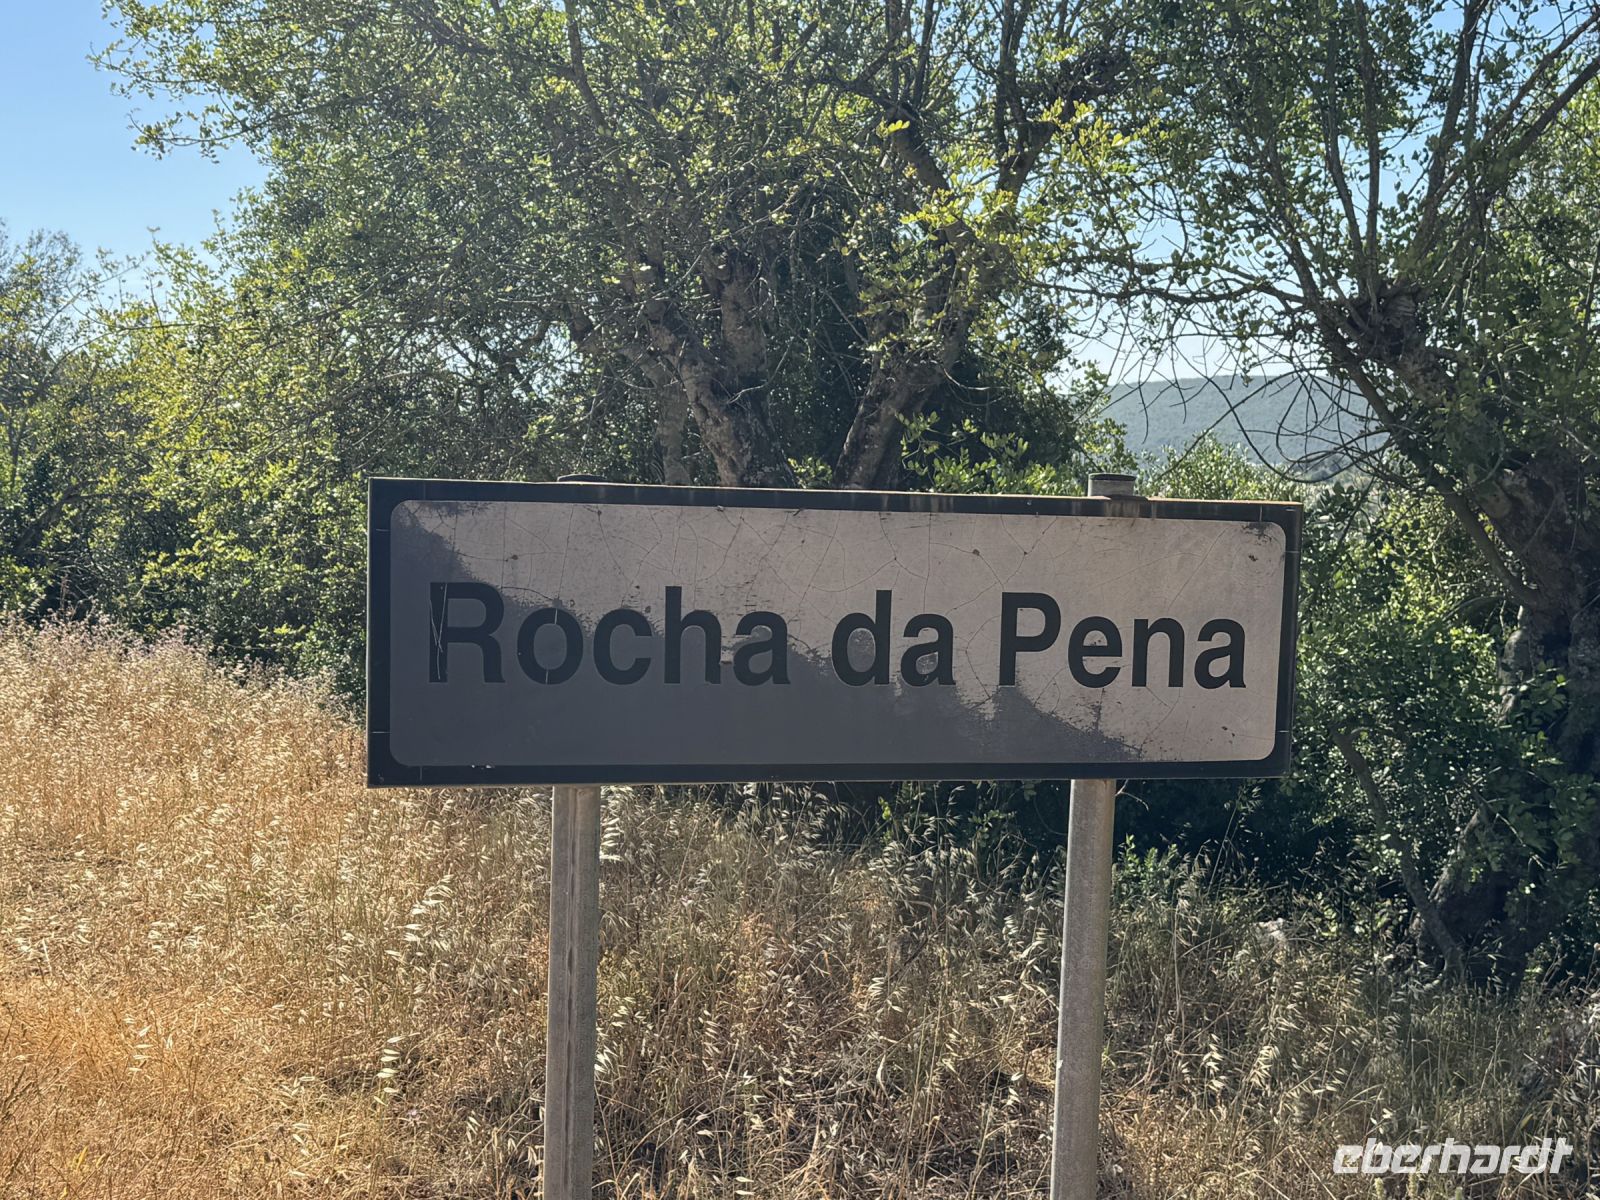 Rocha da Pena
eberhardt